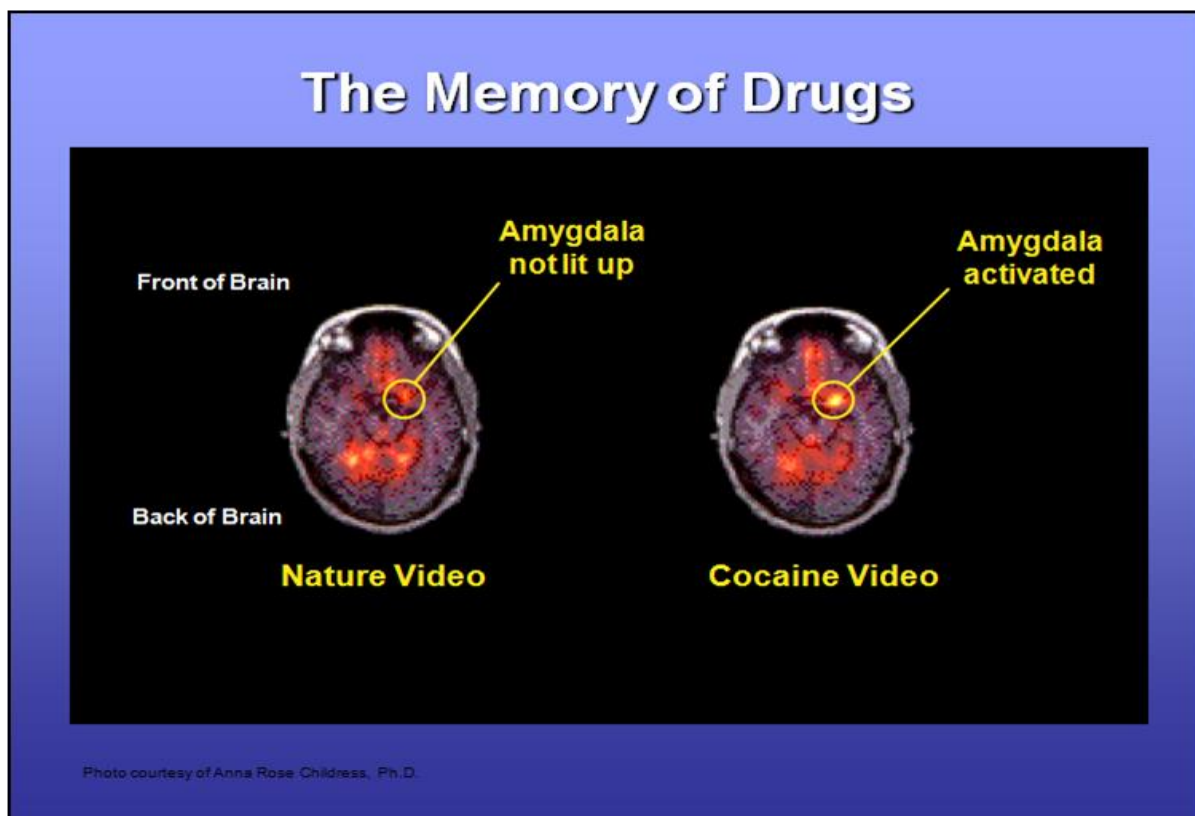 The Memory of Drugs
Amygdala
not lit up
Amygdala
activated
Front of Brain
Back of Brain
Nature Video
Cocaine Video
Photo courtesy of Anna Rose Childress, Ph.D.